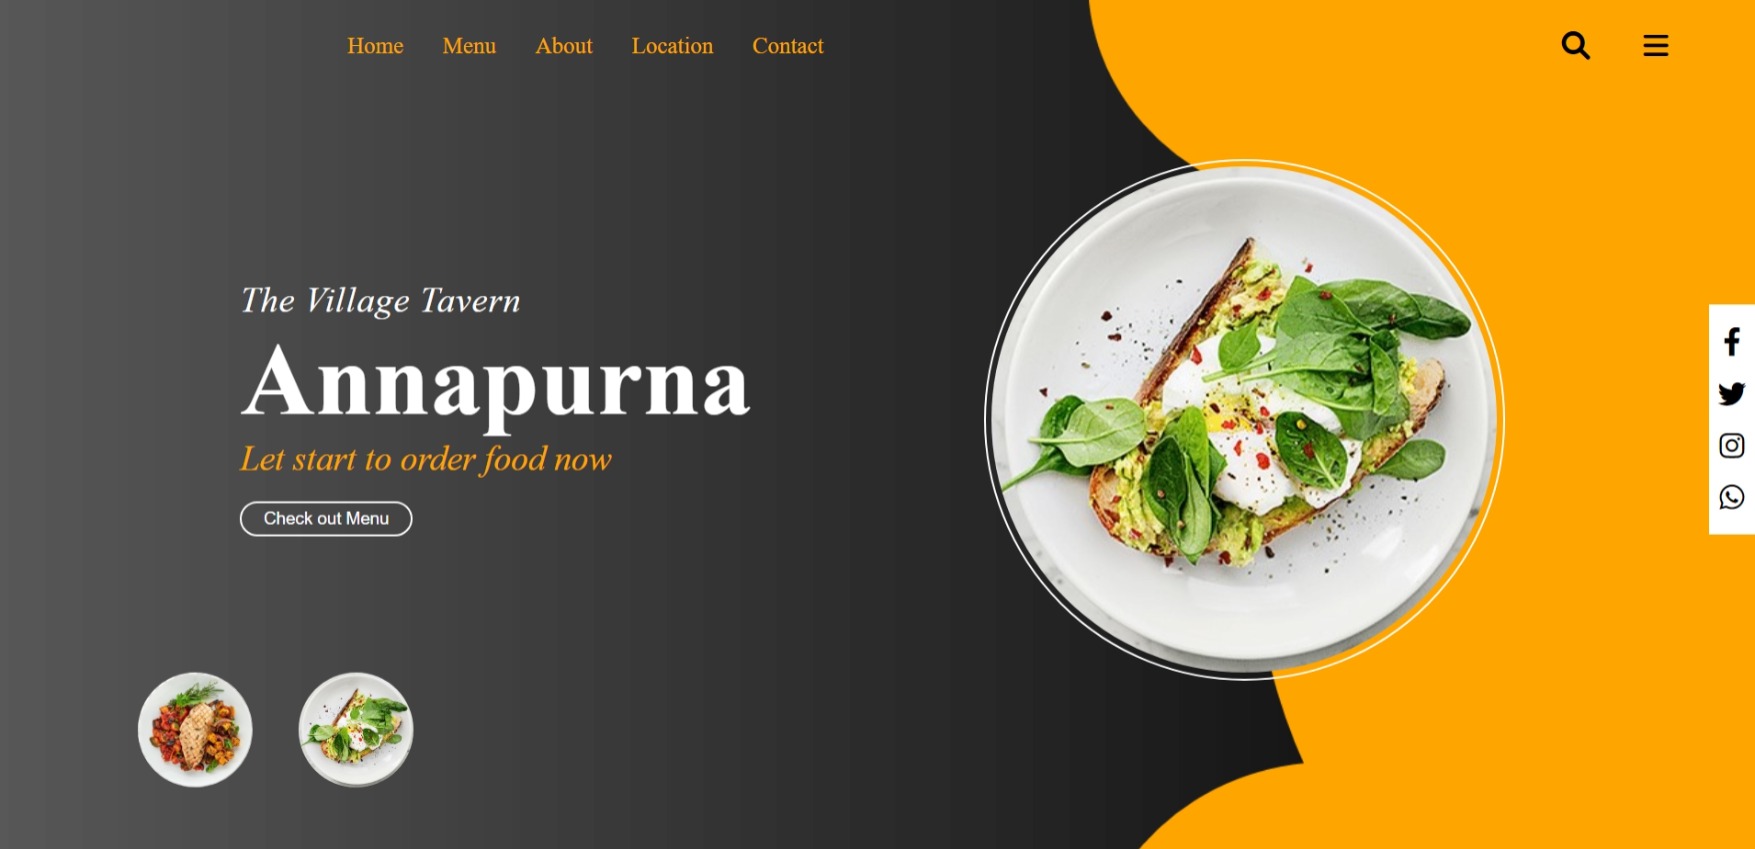 Home Menu About Location Contact
The Village Tavern
Annapurna
Let start to order food now
Check out Menu